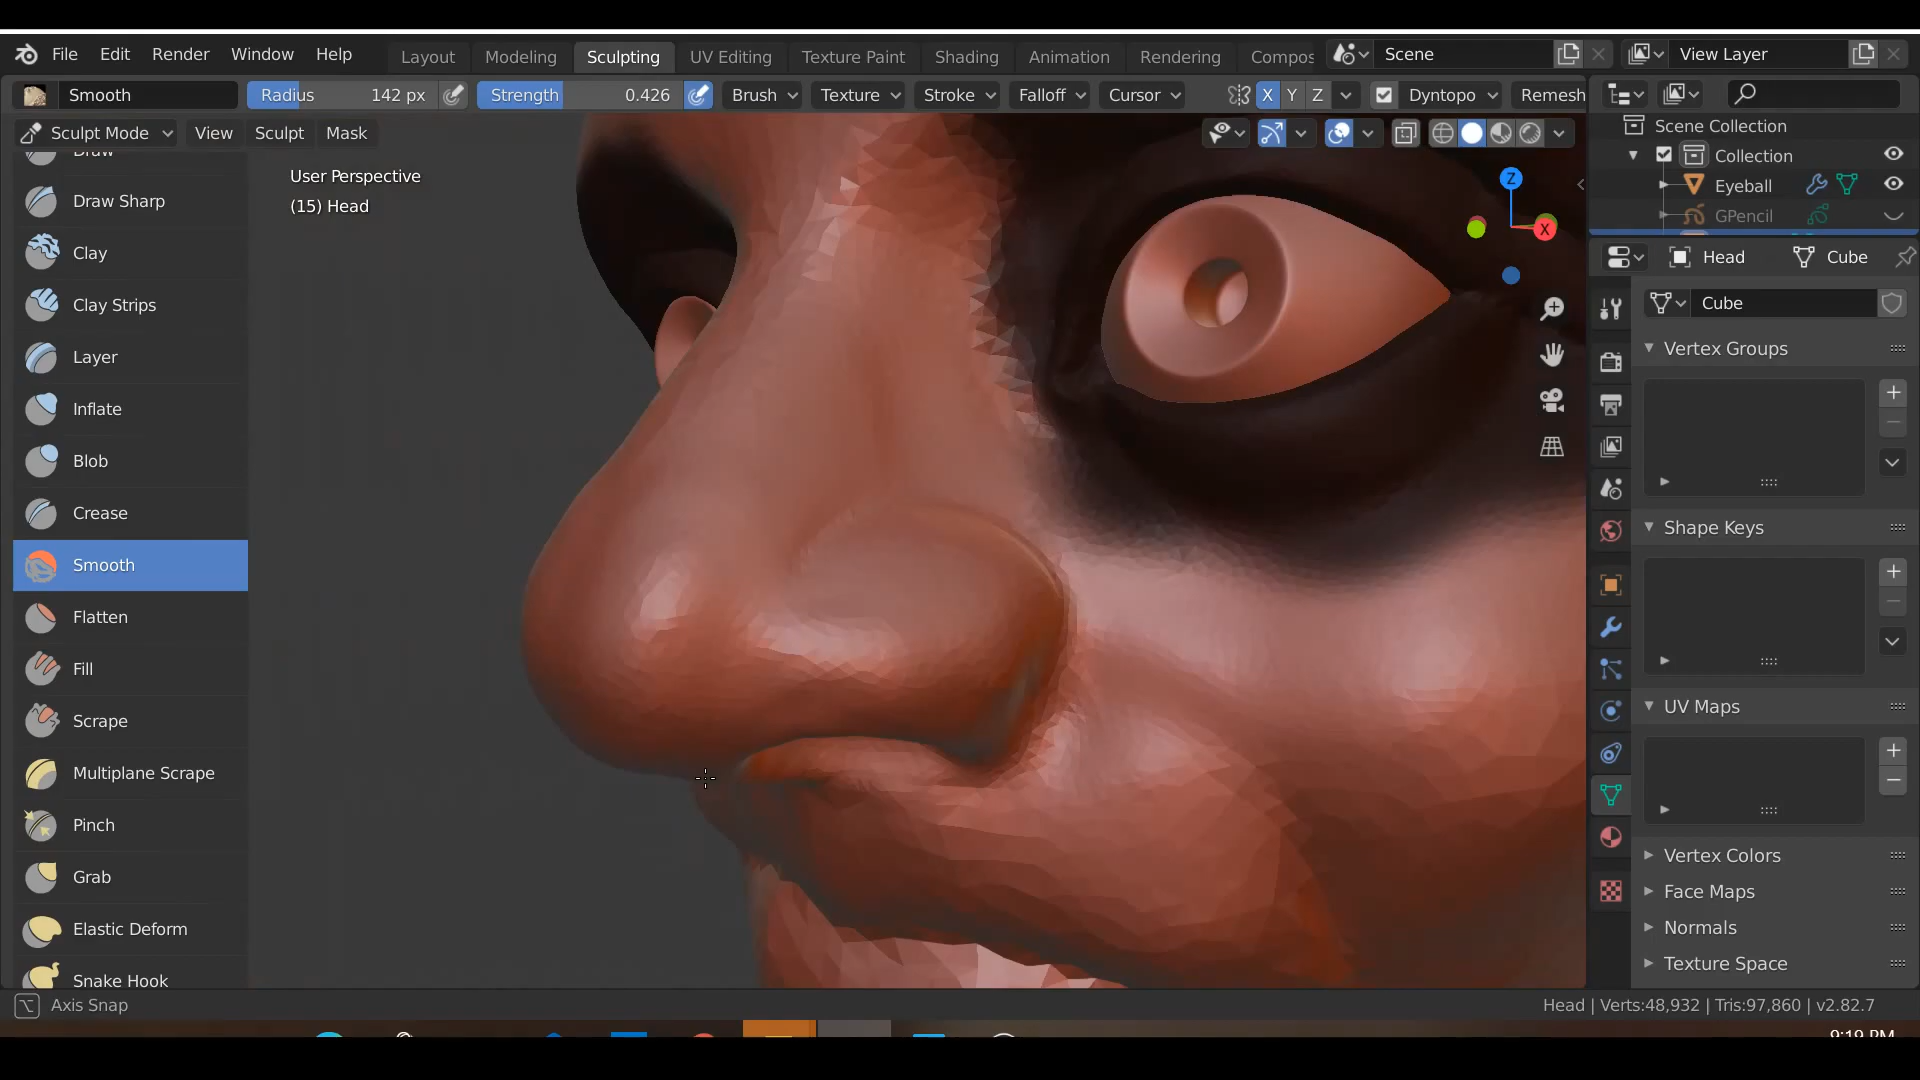 File Edit Render Window Help Layout Modeling Sculpting UV Editing Texture Paint Shading Animation Rendering Compos Scene View Layer
Smooth Radius 142 px Strength 0.426 Brush Texture Stroke Falloff Cursor X Y Z Dyntopo Remesh
Sculpt Mode View Sculpt Mask
Draw
Draw Sharp
Clay
Clay Strips
Layer
Inflate
Blob
Crease
Smooth
Flatten
Fill
Scrape
Multiplane Scrape
Pinch
Grab
Elastic Deform
Snake Hook
User Perspective
(15) Head
Z
X
Scene Collection
Collection
Eyeball
GPencil
Head Cube
Cube
Vertex Groups
Shape Keys
UV Maps
Vertex Colors
Face Maps
Normals
Texture Space
Axis Snap
Head | Verts:48,932 | Tris:97,860 | v2.82.7
9:19 PM